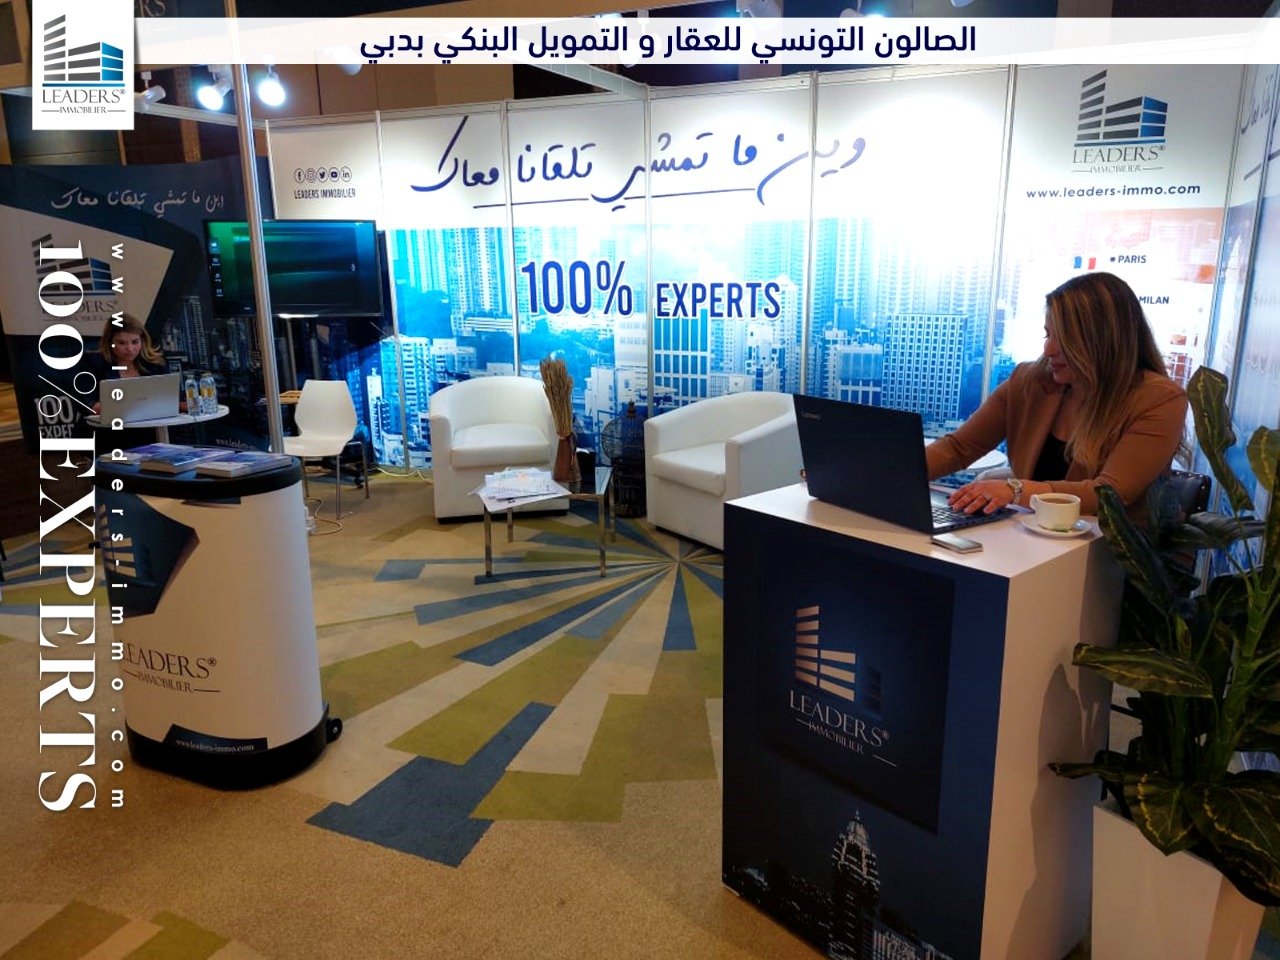 الصالون التونسي للعقار و التمويل البنكي بدبي
LEADERS®
IMMOBILIER
وين ما تمشي تلقانا معاك
LEADERS IMMOBILIER
LEADERS®
IMMOBILIER
www.leaders-immo.com
100% EXPERTS
PARIS
MILAN
اين ما تمشي تلقانا معاك
100% EXPERTS
www.leaders-immo.com
Lenovo
LEADERS®
IMMOBILIER
www.leaders-immo.com
LEADERS®
IMMOBILIER